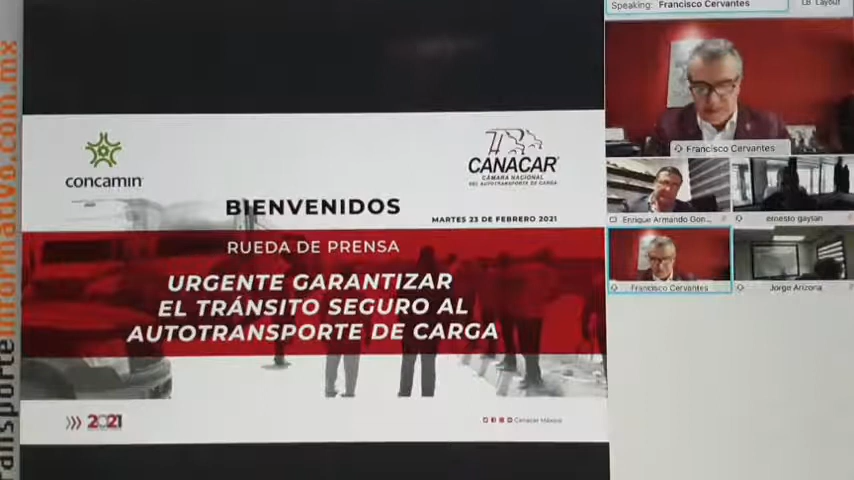 Speaking: Francisco Cervantes
Layout
concamin
CANACAR
CÁMARA NACIONAL
DEL AUTOTRANSPORTE DE CARGA
BIENVENIDOS
MARTES 23 DE FEBRERO 2021
RUEDA DE PRENSA
URGENTE GARANTIZAR
EL TRÁNSITO SEGURO AL
AUTOTRANSPORTE DE CARGA
2021
Canacar México
Francisco Cervantes
Enrique Armando Gon...
ernesto gaytan
Francisco Cervantes
Jorge Arizona
ransporteinformativo.com.mx